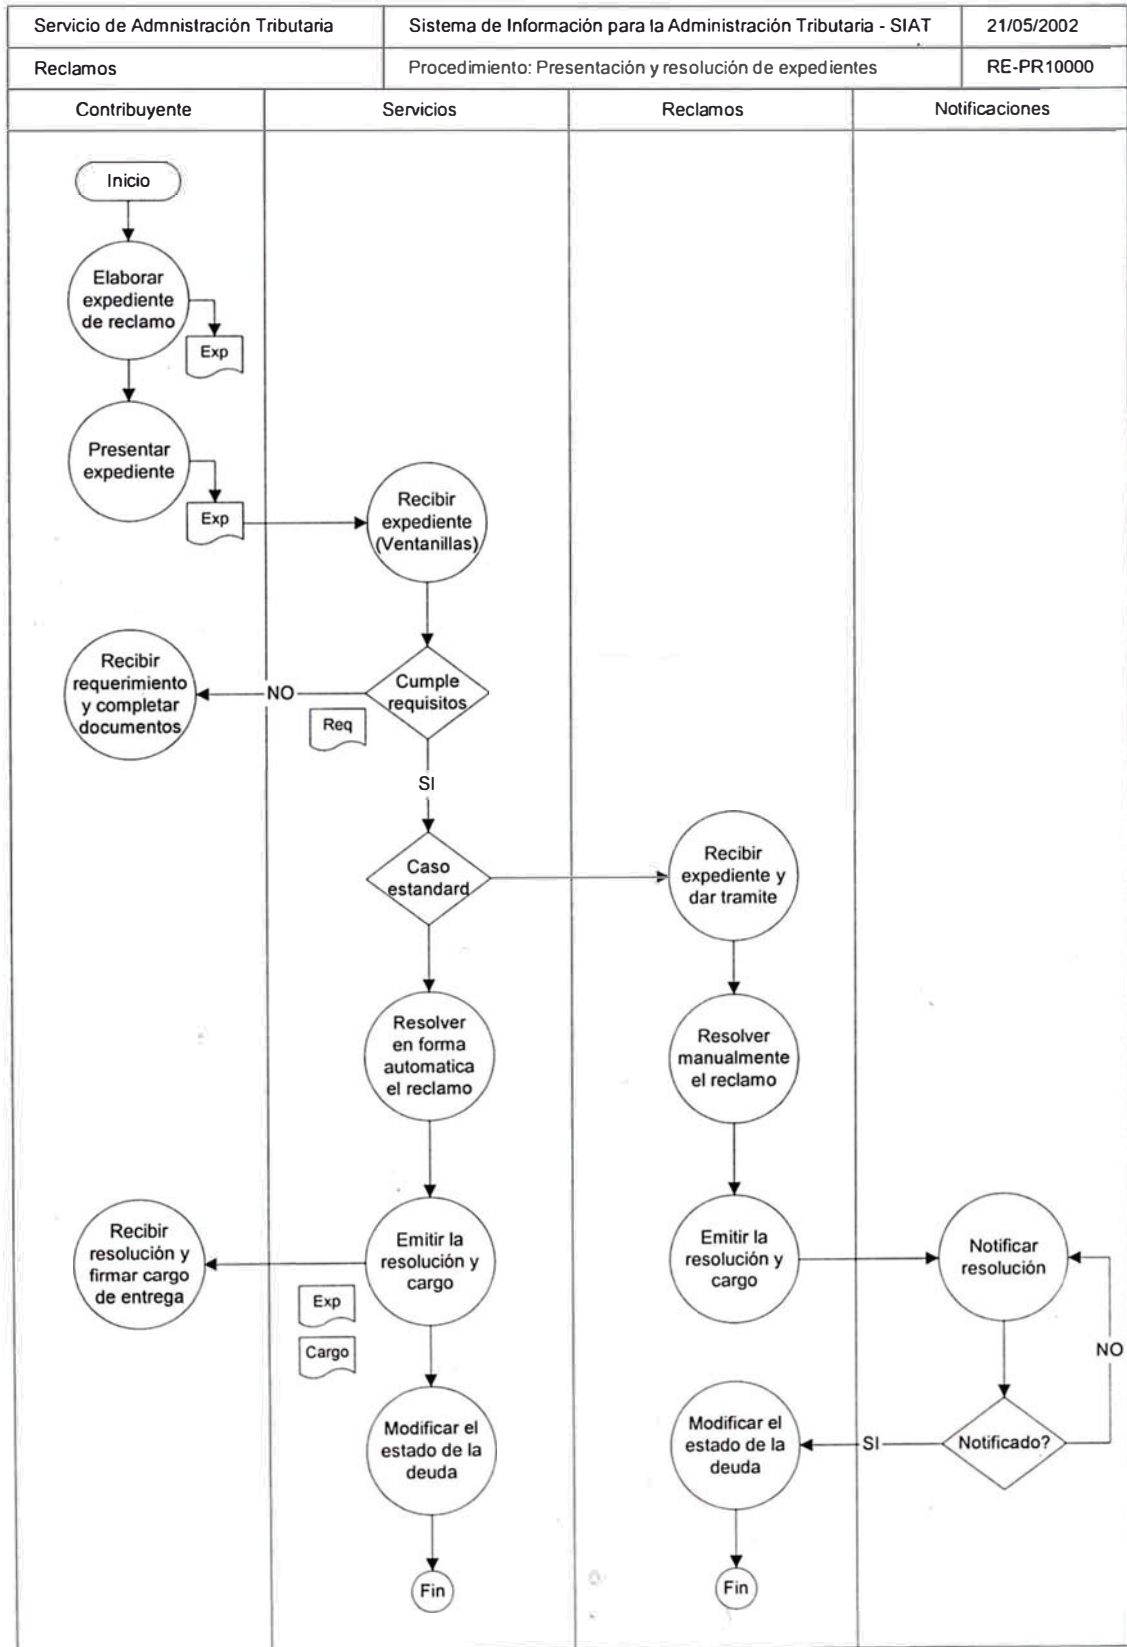 Servicio de Admnistración Tributaria
Sistema de Información para la Administración Tributaria - SIAT
21/05/2002
Reclamos
Procedimiento: Presentación y resolución de expedientes
RE-PR10000
Contribuyente
Servicios
Reclamos
Notificaciones
Inicio
Elaborar
expediente
de reclamo
Exp
Presentar
expediente
Exp
Recibir
expediente
(Ventanillas)
Cumple
requisitos
NO
Req
Recibir
requerimiento
y completar
documentos
SI
Caso
estandard
Recibir
expediente y
dar tramite
Resolver
en forma
automatica
el reclamo
Resolver
manualmente
el reclamo
Emitir la
resolución y
cargo
Recibir
resolución y
firmar cargo
de entrega
Exp
Cargo
Emitir la
resolución y
cargo
Notificar
resolución
NO
Notificado?
SI
Modificar el
estado de la
deuda
Modificar el
estado de la
deuda
Fin
Fin